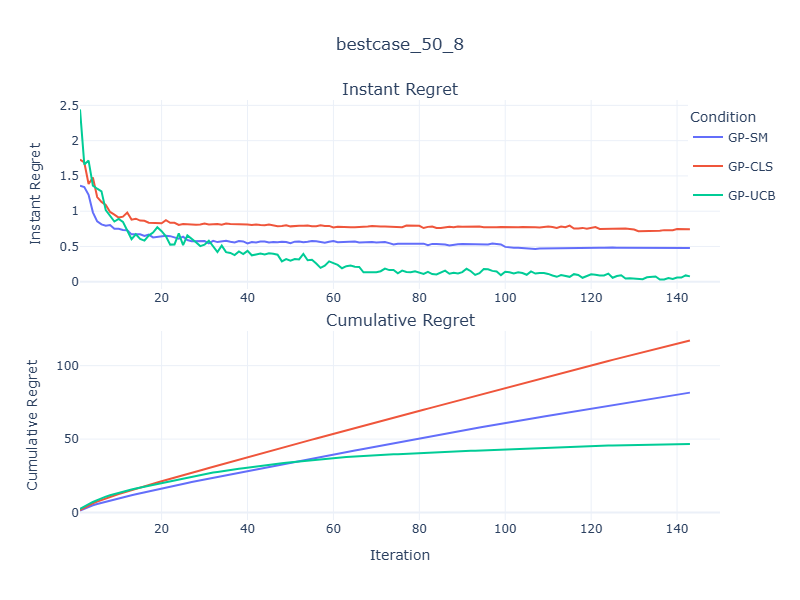 bestcase_50_8
Instant Regret
Condition
GP-SM
GP-CLS
GP-UCB
Instant Regret
2.5
2
1.5
1
0.5
0
20
40
60
80
100
120
140
Cumulative Regret
Cumulative Regret
100
50
0
20
40
60
80
100
120
140
Iteration